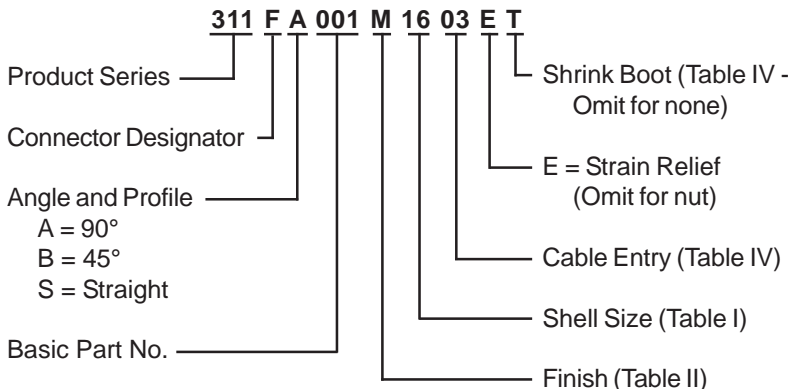 311 F A 001 M 16 03 E T
Product Series
Connector Designator
Angle and Profile
A = 90°
B = 45°
S = Straight
Basic Part No.
Shrink Boot (Table IV -
Omit for none)
E = Strain Relief
(Omit for nut)
Cable Entry (Table IV)
Shell Size (Table I)
Finish (Table II)